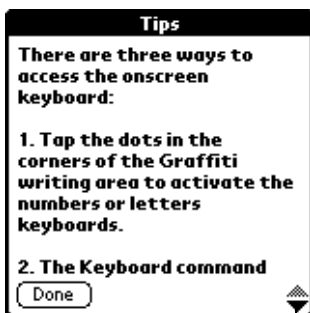 Tips
There are three ways to
access the onscreen
keyboard:
1. Tap the dots in the
corners of the Graffiti
writing area to activate the
numbers or letters
keyboards.
2. The Keyboard command
Done